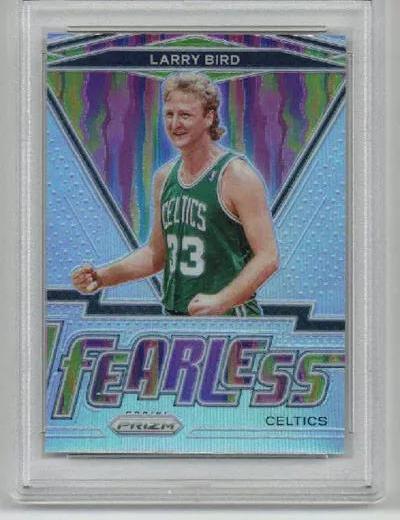 LARRY BIRD
CELTICS
33
FEARLESS
PANINI
PRIZM
CELTICS